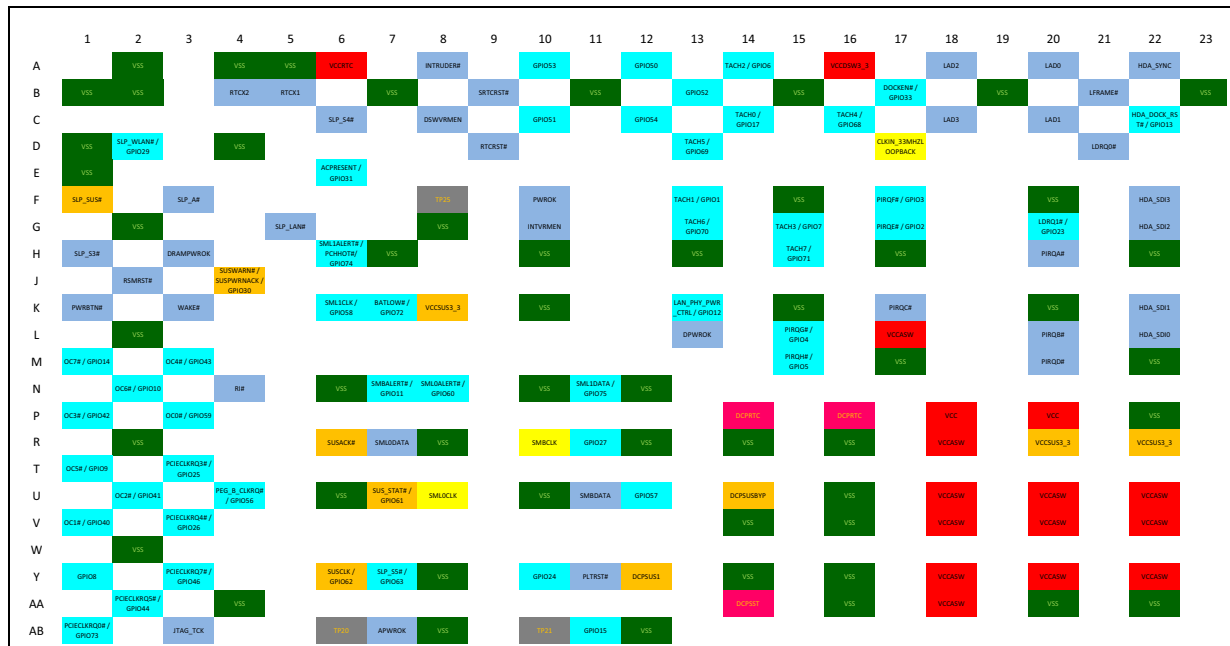 1 2 3 4 5 6 7 8 9 10 11 12 13 14 15 16 17 18 19 20 21 22 23
A VSS VSS VSS VCCRTC INTRUDER# GPIO53 GPIO50 TACH2 / GPIO6 VCCDSW3_3 LAD2 LAD0 HDA_SYNC
B VSS VSS RTCX2 RTCX1 VSS SRTCRST# VSS GPIO52 VSS DOCKEN# / GPIO33 VSS LFRAME# VSS
C SLP_S4# DSWVRMEN GPIO51 GPIO54 TACH0 / GPIO17 TACH4 / GPIO68 LAD3 LAD1 HDA_DOCK_RST# / GPIO13
D VSS SLP_WLAN# / GPIO29 VSS RTCRST# TACH5 / GPIO69 CLKIN_33MHZLOOPBACK LDRQ0#
E VSS ACPRESENT / GPIO31
F SLP_SUS# SLP_A# TP25 PWROK TACH1 / GPIO1 VSS PIRQF# / GPIO3 VSS HDA_SDI3
G VSS SLP_LAN# VSS INTVRMEN TACH6 / GPIO70 TACH3 / GPIO7 PIRQE# / GPIO2 LDRQ1# / GPIO23 HDA_SDI2
H SLP_S3# DRAMPWROK SML1ALERT# / PCHHOT# / GPIO74 VSS VSS VSS TACH7 / GPIO71 VSS PIRQA# VSS
J RSMRST# SUSWARN# / SUSPWRNACK / GPIO30
K PWRBTN# WAKE# SML1CLK / GPIO58 BATLOW# / GPIO72 VCCSUS3_3 VSS LAN_PHY_PWR_CTRL / GPIO12 VSS PIRQC# VSS HDA_SDI1
L VSS DPWROK PIRQG# / GPIO4 VCCASW PIRQB# HDA_SDI0
M OC7# / GPIO14 OC4# / GPIO43 PIRQH# / GPIO5 VSS PIRQD# VSS
N OC6# / GPIO10 RI# VSS SMBALERT# / GPIO11 SML0ALERT# / GPIO60 VSS SML1DATA / GPIO75 VSS
P OC3# / GPIO42 OC0# / GPIO59 DCPRTC DCPRTC VCC VCC VSS
R VSS SUSACK# SML0DATA VSS SMBCLK GPIO27 VSS VSS VSS VCCASW VCCSUS3_3 VCCSUS3_3
T OC5# / GPIO9 PCIECLKRQ3# / GPIO25
U OC2# / GPIO41 PEG_B_CLKRQ# / GPIO56 VSS SUS_STAT# / GPIO61 SML0CLK VSS SMBDATA GPIO57 DCPSUSBYP VSS VCCASW VCCASW VCCASW
V OC1# / GPIO40 PCIECLKRQ4# / GPIO26 VSS VSS VCCASW VCCASW VCCASW
W VSS
Y GPIO8 PCIECLKRQ7# / GPIO46 SUSCLK / GPIO62 SLP_S5# / GPIO63 VSS GPIO24 PLTRST# DCPSUS1 VSS VSS VCCASW VCCASW VCCASW
AA PCIECLKRQ5# / GPIO44 VSS DCPSST VSS VCCASW VSS VSS
AB PCIECLKRQ0# / GPIO73 JTAG_TCK TP20 APWROK VSS TP21 GPIO15 VSS